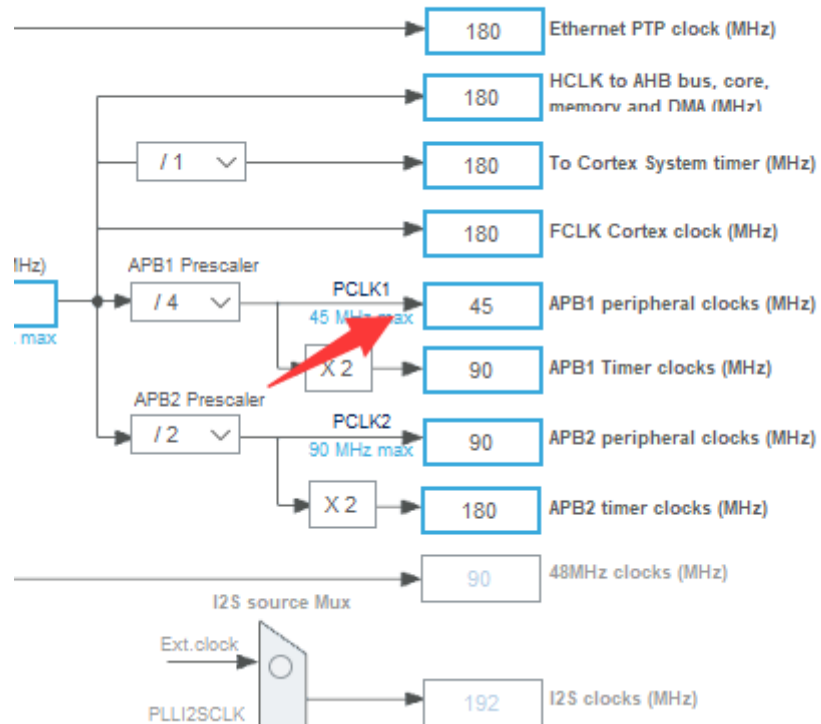 180 Ethernet PTP clock (MHz)
HCLK to AHB bus, core,
180 memory and DMA (MHz)
/ 1 180 To Cortex System timer (MHz)
180 FCLK Cortex clock (MHz)
Hz) APB1 Prescaler
/ 4 PCLK1 45 APB1 peripheral clocks (MHz)
max 45 MHz max
X 2 90 APB1 Timer clocks (MHz)
APB2 Prescaler
/ 2 PCLK2 90 APB2 peripheral clocks (MHz)
90 MHz max
X 2 180 APB2 timer clocks (MHz)
90 48MHz clocks (MHz)
I2S source Mux
Ext.clock
192 I2S clocks (MHz)
PLLI2SCLK